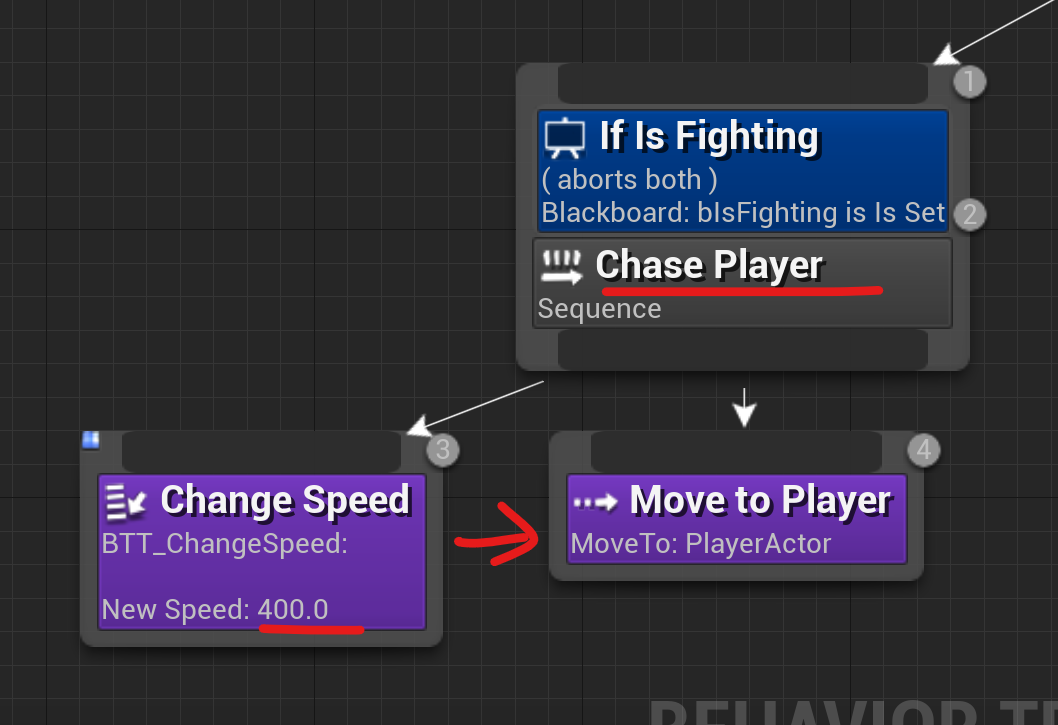 1
If Is Fighting
( aborts both )
Blackboard: bIsFighting is Is Set
2
Chase Player
Sequence
3
Change Speed
BTT_ChangeSpeed:
New Speed: 400.0
4
Move to Player
MoveTo: PlayerActor
BEHAVIOR